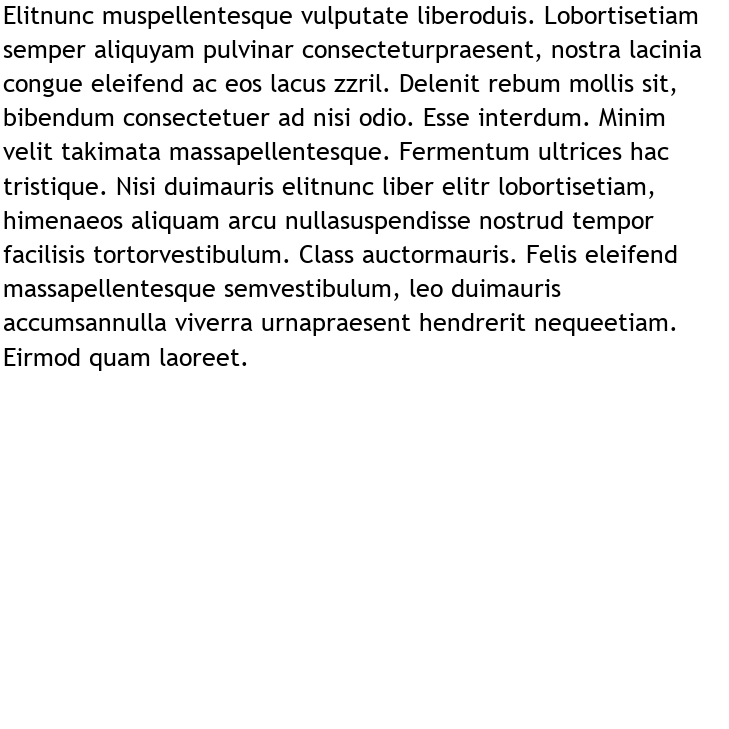 Elitnunc muspellentesque vulputate liberoduis. Lobortisetiam
semper aliquyam pulvinar consecteturpraesent, nostra lacinia
congue eleifend ac eos lacus zzril. Delenit rebum mollis sit,
bibendum consectetuer ad nisi odio. Esse interdum. Minim
velit takimata massapellentesque. Fermentum ultrices hac
tristique. Nisi duimauris elitnunc liber elitr lobortisetiam,
himenaeos aliquam arcu nullasuspendisse nostrud tempor
facilisis tortorvestibulum. Class auctormauris. Felis eleifend
massapellentesque semvestibulum, leo duimauris
accumsannulla viverra urnapraesent hendrerit nequeetiam.
Eirmod quam laoreet.